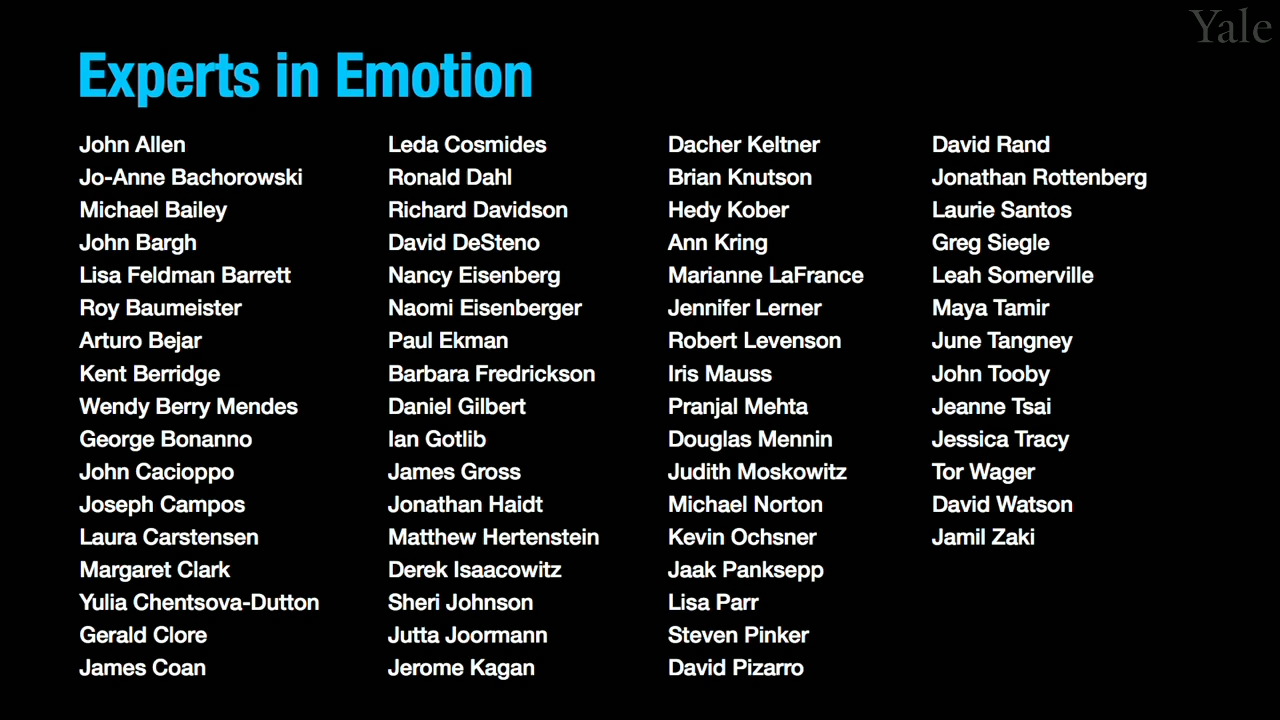 Yale
Experts in Emotion
John Allen
Jo-Anne Bachorowski
Michael Bailey
John Bargh
Lisa Feldman Barrett
Roy Baumeister
Arturo Bejar
Kent Berridge
Wendy Berry Mendes
George Bonanno
John Cacioppo
Joseph Campos
Laura Carstensen
Margaret Clark
Yulia Chentsova-Dutton
Gerald Clore
James Coan
Leda Cosmides
Ronald Dahl
Richard Davidson
David DeSteno
Nancy Eisenberg
Naomi Eisenberger
Paul Ekman
Barbara Fredrickson
Daniel Gilbert
Ian Gotlib
James Gross
Jonathan Haidt
Matthew Hertenstein
Derek Isaacowitz
Sheri Johnson
Jutta Joormann
Jerome Kagan
Dacher Keltner
Brian Knutson
Hedy Kober
Ann Kring
Marianne LaFrance
Jennifer Lerner
Robert Levenson
Iris Mauss
Pranjal Mehta
Douglas Mennin
Judith Moskowitz
Michael Norton
Kevin Ochsner
Jaak Panksepp
Lisa Parr
Steven Pinker
David Pizarro
David Rand
Jonathan Rottenberg
Laurie Santos
Greg Siegle
Leah Somerville
Maya Tamir
June Tangney
John Tooby
Jeanne Tsai
Jessica Tracy
Tor Wager
David Watson
Jamil Zaki